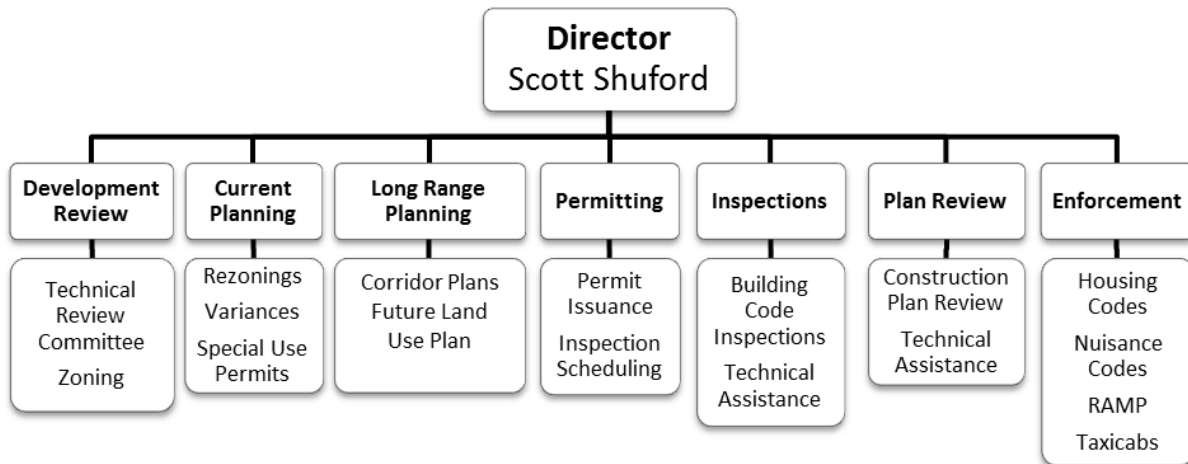 Director
Scott Shuford
Development
Review
Current
Planning
Long Range
Planning
Permitting
Inspections
Plan Review
Enforcement
Technical
Review
Committee
Zoning
Rezonings
Variances
Special Use
Permits
Corridor Plans
Future Land
Use Plan
Permit
Issuance
Inspection
Scheduling
Building
Code
Inspections
Technical
Assistance
Construction
Plan Review
Technical
Assistance
Housing
Codes
Nuisance
Codes
RAMP
Taxicabs